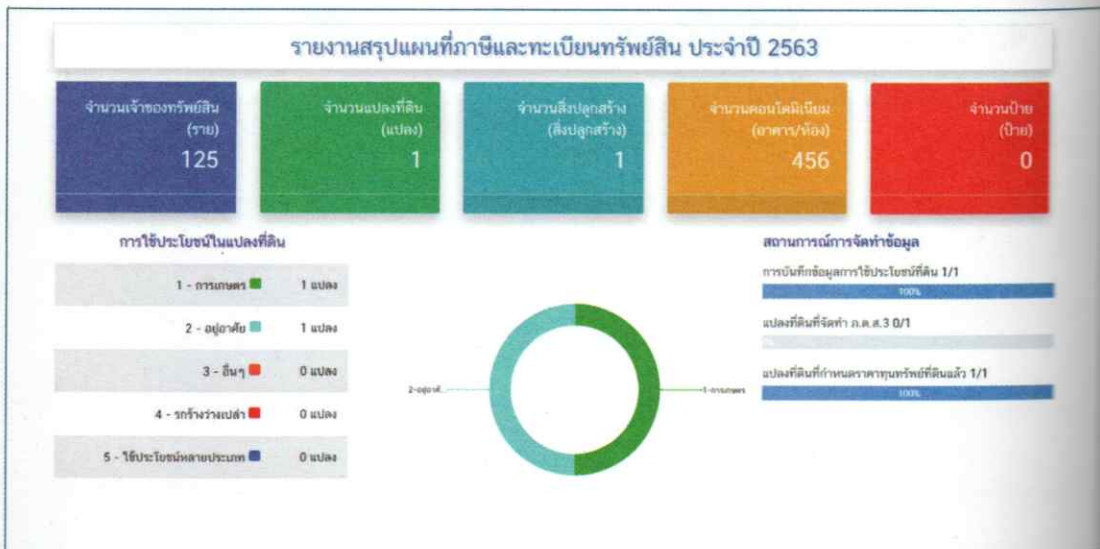 รายงานสรุปแผนที่ภาษีและทะเบียนทรัพย์สิน ประจำปี 2563
จำนวนเจ้าของทรัพย์สิน
(ราย)
125
จำนวนแปลงที่ดิน
(แปลง)
1
จำนวนสิ่งปลูกสร้าง
(สิ่งปลูกสร้าง)
1
จำนวนคอนโดมิเนียม
(อาคาร/ห้อง)
456
จำนวนป้าย
(ป้าย)
0
การใช้ประโยชน์ในแปลงที่ดิน
1 - การเกษตร 1 แปลง
2 - อยู่อาศัย 1 แปลง
3 - อื่นๆ 0 แปลง
4 - รกร้างว่างเปล่า 0 แปลง
5 - ใช้ประโยชน์หลายประเภท 0 แปลง
2-อยู่อาศั...
1-การเกษตร
สถานการณ์การจัดทำข้อมูล
การบันทึกข้อมูลการใช้ประโยชน์ที่ดิน 1/1
100%
แปลงที่ดินที่จัดทำ ภ.ด.ส.3 0/1
แปลงที่ดินที่กำหนดราคาทุนทรัพย์ที่ดินแล้ว 1/1
100%